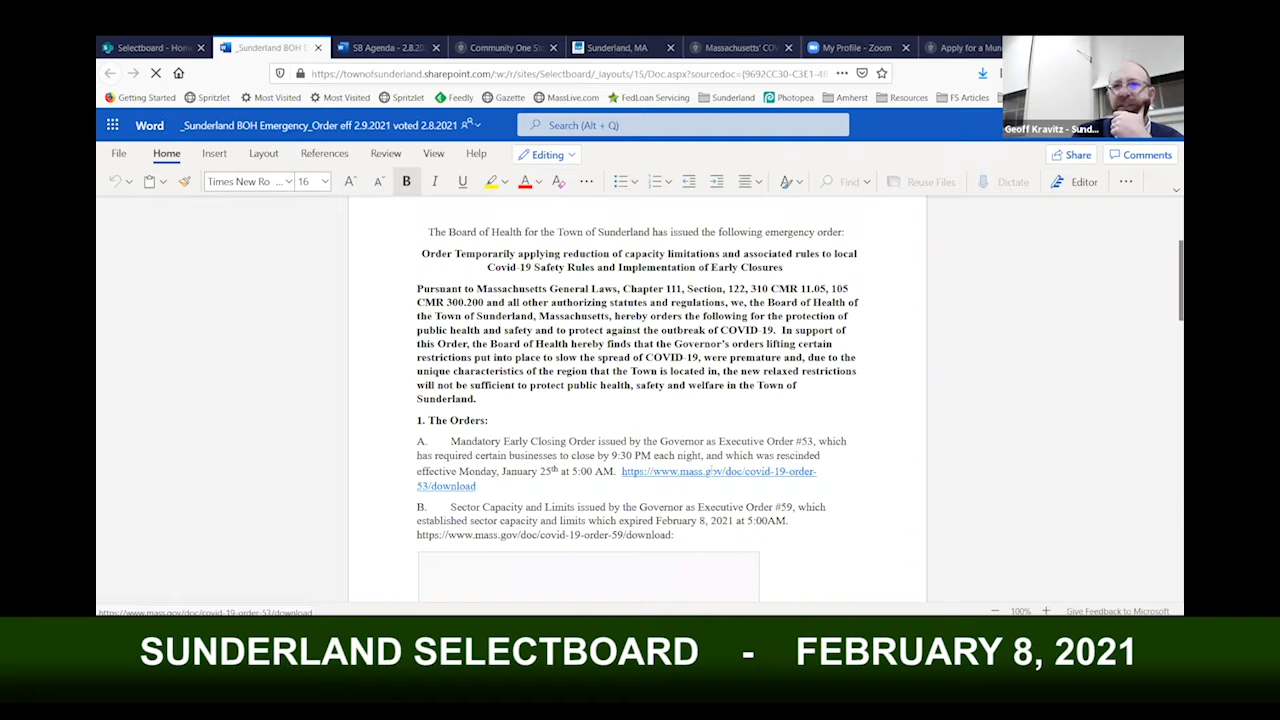 Selectboard - Hom
_Sunderland BOH E
SB Agenda - 2.8.20
Community One Sto
Sunderland, MA
Massachusetts' COV
My Profile - Zoom
Apply for a Mun
https://townofsunderland.sharepoint.com/:w:/r/sites/Selectboard/_layouts/15/Doc.aspx?sourcedoc={9692CC30-C3E1-48
Getting Started
Spritzlet
Most Visited
Most Visited
Spritzlet
Feedly
Gazette
MassLive.com
FedLoan Servicing
Sunderland
Photopea
Amherst
Resources
FS Articles
Geoff Kravitz - Sund...
Word
_Sunderland BOH Emergency_Order eff 2.9.2021 voted 2.8.2021
Search (Alt + Q)
File
Home
Insert
Layout
References
Review
View
Help
Editing
Share
Comments
Times New Ro ...
16
A
A
B
I
U
A
A
Find
Reuse Files
Dictate
Editor
The Board of Health for the Town of Sunderland has issued the following emergency order:
Order Temporarily applying reduction of capacity limitations and associated rules to local
Covid-19 Safety Rules and Implementation of Early Closures
Pursuant to Massachusetts General Laws, Chapter 111, Section, 122, 310 CMR 11.05, 105
CMR 300.200 and all other authorizing statutes and regulations, we, the Board of Health of
the Town of Sunderland, Massachusetts, hereby orders the following for the protection of
public health and safety and to protect against the outbreak of COVID-19. In support of
this Order, the Board of Health hereby finds that the Governor's orders lifting certain
restrictions put into place to slow the spread of COVID-19, were premature and, due to the
unique characteristics of the region that the Town is located in, the new relaxed restrictions
will not be sufficient to protect public health, safety and welfare in the Town of
Sunderland.
1. The Orders:
A. Mandatory Early Closing Order issued by the Governor as Executive Order #53, which
has required certain businesses to close by 9:30 PM each night, and which was rescinded
effective Monday, January 25th at 5:00 AM. https://www.mass.gov/doc/covid-19-order-
53/download
B. Sector Capacity and Limits issued by the Governor as Executive Order #59, which
established sector capacity and limits which expired February 8, 2021 at 5:00AM.
https://www.mass.gov/doc/covid-19-order-59/download:
https://www.mass.gov/doc/covid-19-order-53/download
100%
Give Feedback to Microsoft
SUNDERLAND SELECTBOARD - FEBRUARY 8, 2021